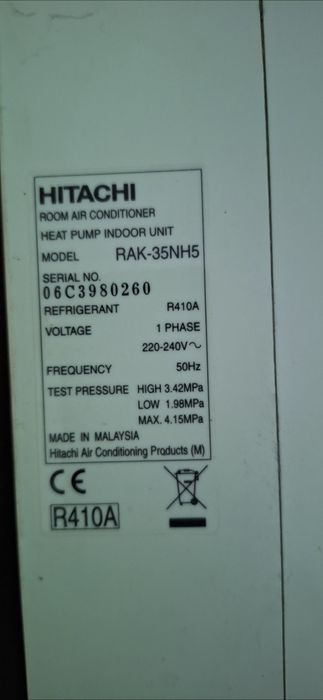 HITACHI
ROOM AIR CONDITIONER
HEAT PUMP INDOOR UNIT
MODEL RAK-35NH5
SERIAL NO.
06C3980260
REFRIGERANT R410A
VOLTAGE 1 PHASE
220-240V~
FREQUENCY 50Hz
TEST PRESSURE HIGH 3.42MPa
LOW 1.98MPa
MAX. 4.15MPa
MADE IN MALAYSIA
Hitachi Air Conditioning Products (M)
CE
R410A